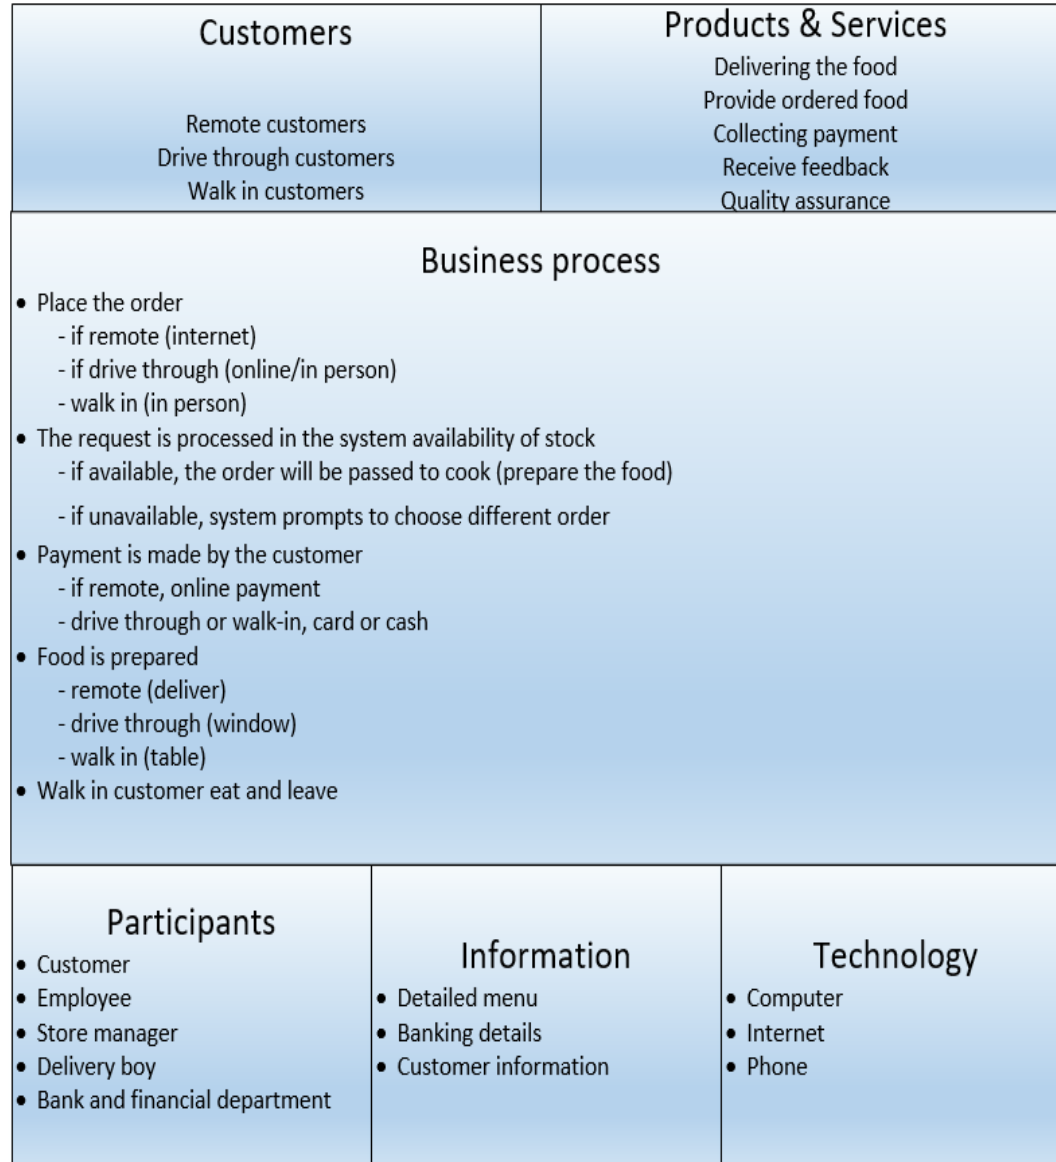 Customers
Remote customers
Drive through customers
Walk in customers
Products & Services
Delivering the food
Provide ordered food
Collecting payment
Receive feedback
Quality assurance
Business process
• Place the order
- if remote (internet)
- if drive through (online/in person)
- walk in (in person)
• The request is processed in the system availability of stock
- if available, the order will be passed to cook (prepare the food)
- if unavailable, system prompts to choose different order
• Payment is made by the customer
- if remote, online payment
- drive through or walk-in, card or cash
• Food is prepared
- remote (deliver)
- drive through (window)
- walk in (table)
• Walk in customer eat and leave
Participants
• Customer
• Employee
• Store manager
• Delivery boy
• Bank and financial department
Information
• Detailed menu
• Banking details
• Customer information
Technology
• Computer
• Internet
• Phone